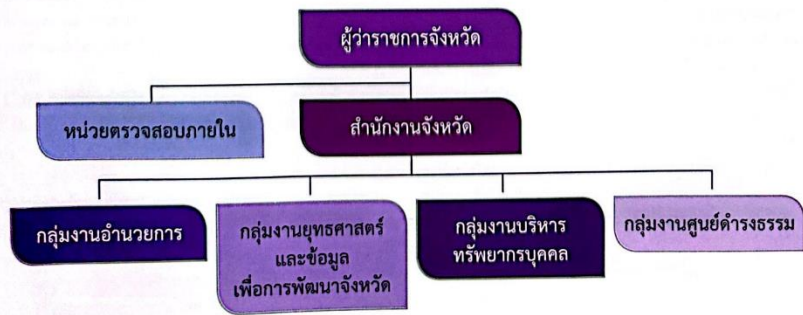 ผู้ว่าราชการจังหวัด
หน่วยตรวจสอบภายใน
สำนักงานจังหวัด
กลุ่มงานอำนวยการ
กลุ่มงานยุทธศาสตร์
และข้อมูล
เพื่อการพัฒนาจังหวัด
กลุ่มงานบริหาร
ทรัพยากรบุคคล
กลุ่มงานศูนย์ดำรงธรรม